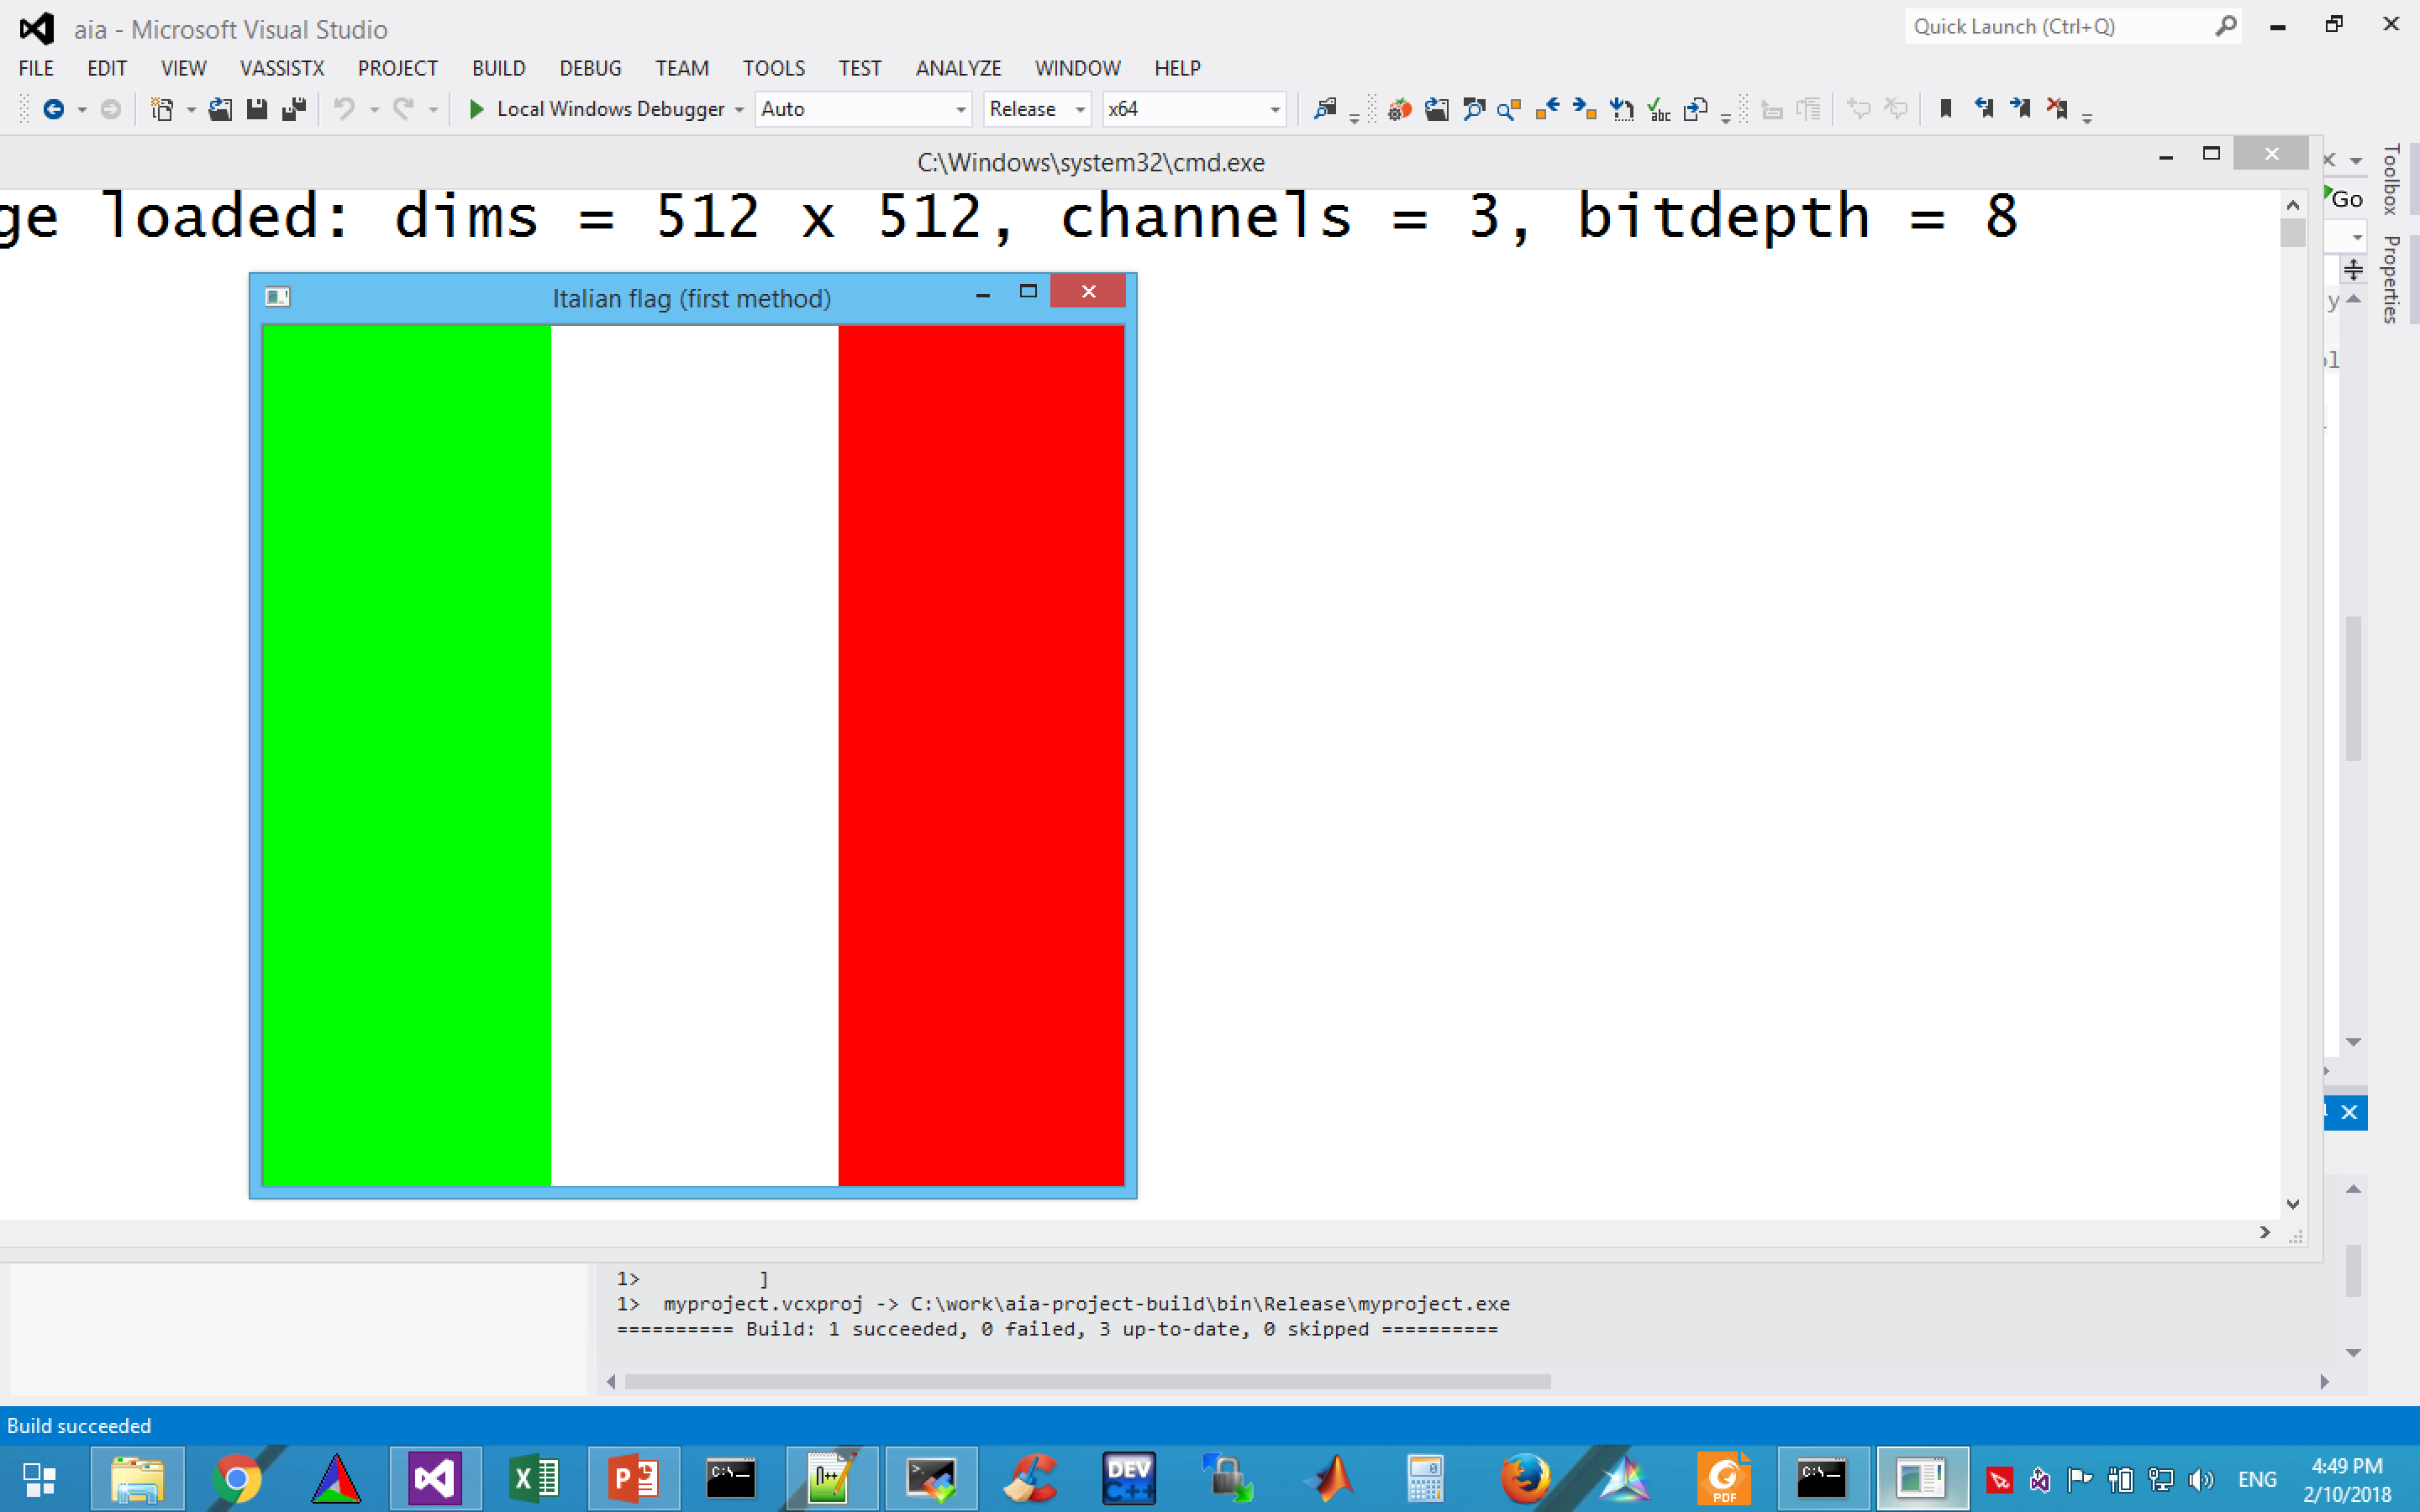 aia - Microsoft Visual Studio
Quick Launch (Ctrl+Q)
FILE EDIT VIEW VASSISTX PROJECT BUILD DEBUG TEAM TOOLS TEST ANALYZE WINDOW HELP
Local Windows Debugger Auto Release x64
abc
C:\Windows\system32\cmd.exe
Toolbox
Go
ge loaded: dims = 512 x 512, channels = 3, bitdepth = 8
Properties
Italian flag (first method)
y
1> ]
1> myproject.vcxproj -> C:\work\aia-project-build\bin\Release\myproject.exe
========== Build: 1 succeeded, 0 failed, 3 up-to-date, 0 skipped ==========
Build succeeded
C:\_
n++
DEV
C++
PDF
C:\_
ENG
4:49 PM
2/10/2018